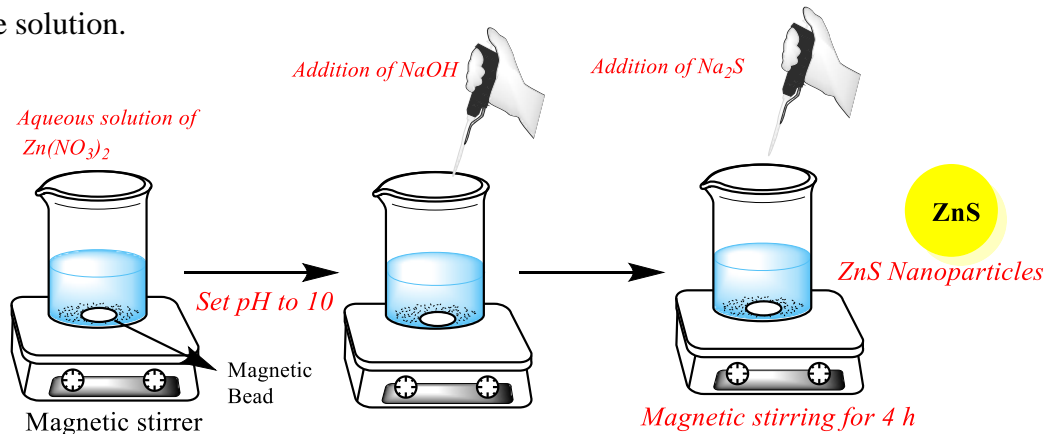 e solution.
Addition of NaOH
Addition of Na2S
Aqueous solution of
Zn(NO3)2
ZnS
ZnS Nanoparticles
Set pH to 10
Magnetic
Bead
Magnetic stirrer
Magnetic stirring for 4 h